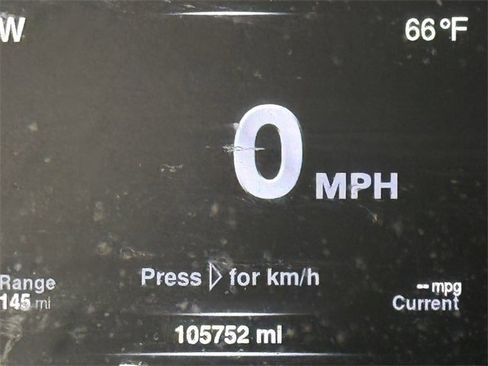 W 66°F
0 MPH
Press ▷ for km/h
Range
145 mi
-- mpg
Current
105752 mi